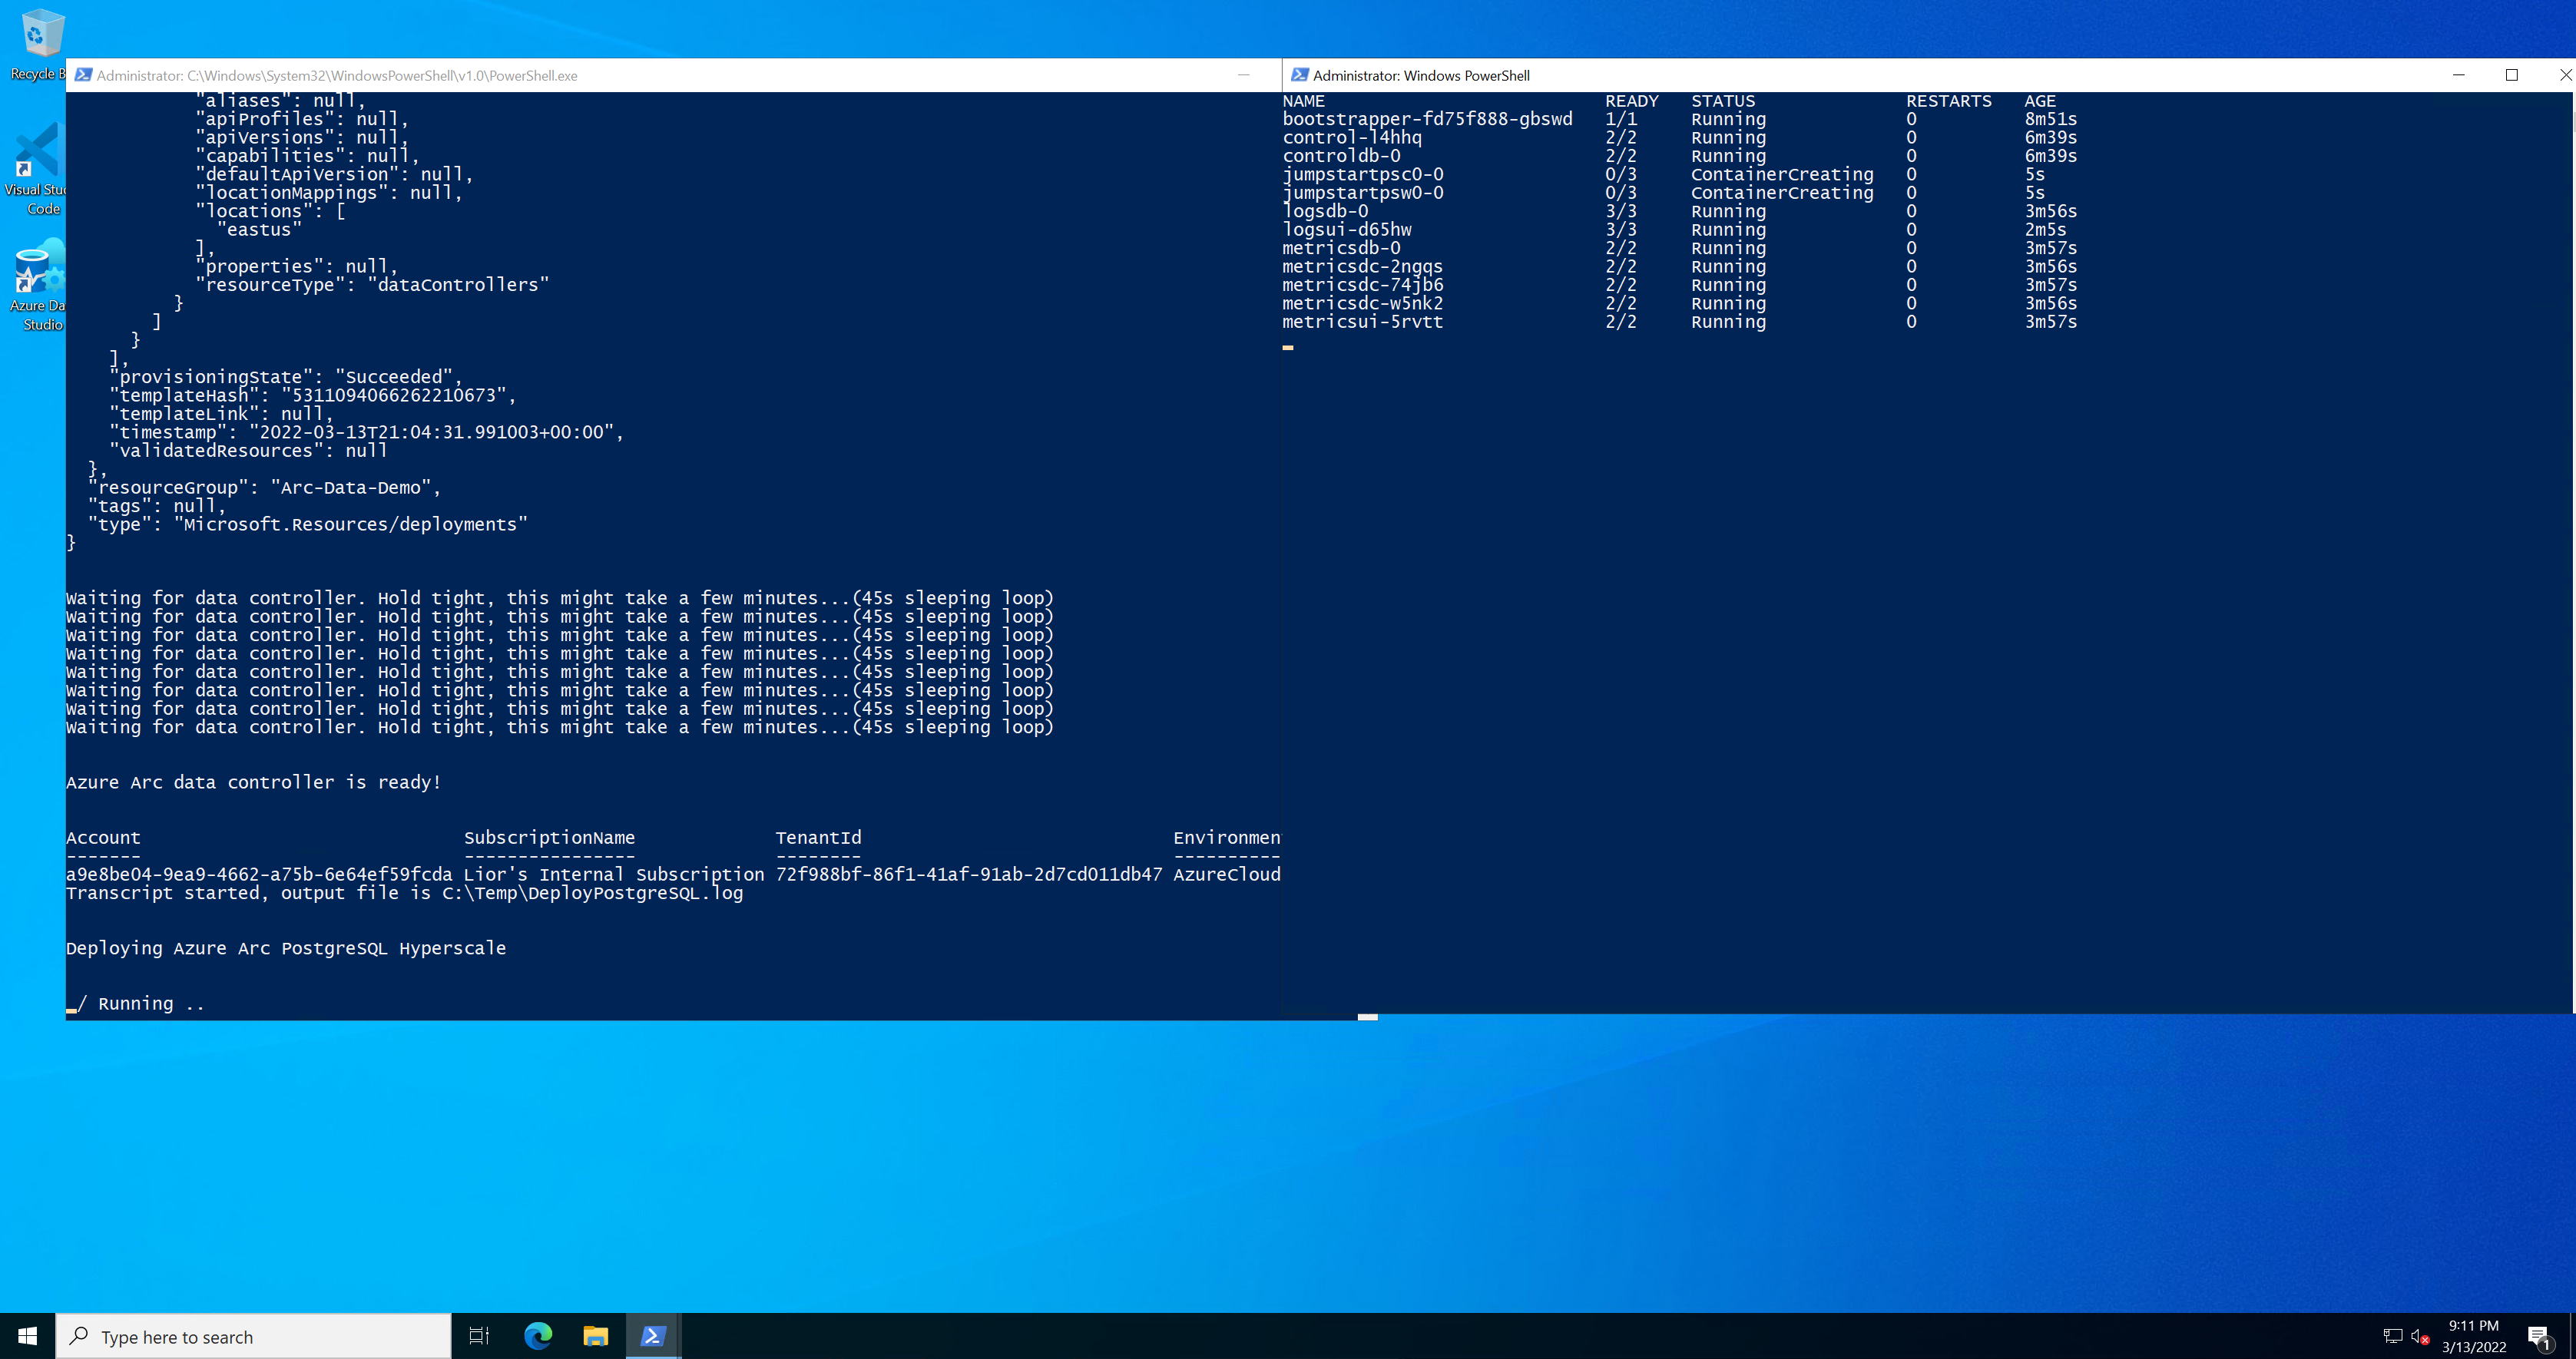 Recycle B
Visual Stu
Code
Azure Da
Studio
Administrator: C:\Windows\System32\WindowsPowerShell\v1.0\PowerShell.exe
"aliases": null,
"apiProfiles": null,
"apiVersions": null,
"capabilities": null,
"defaultApiVersion": null,
"locationMappings": null,
"locations": [
"eastus"
],
"properties": null,
"resourceType": "dataControllers"
}
]
}
],
"provisioningState": "Succeeded",
"templateHash": "5311094066262210673",
"templateLink": null,
"timestamp": "2022-03-13T21:04:31.991003+00:00",
"validatedResources": null
},
"resourceGroup": "Arc-Data-Demo",
"tags": null,
"type": "Microsoft.Resources/deployments"
}
Waiting for data controller. Hold tight, this might take a few minutes...(45s sleeping loop)
Waiting for data controller. Hold tight, this might take a few minutes...(45s sleeping loop)
Waiting for data controller. Hold tight, this might take a few minutes...(45s sleeping loop)
Waiting for data controller. Hold tight, this might take a few minutes...(45s sleeping loop)
Waiting for data controller. Hold tight, this might take a few minutes...(45s sleeping loop)
Waiting for data controller. Hold tight, this might take a few minutes...(45s sleeping loop)
Waiting for data controller. Hold tight, this might take a few minutes...(45s sleeping loop)
Waiting for data controller. Hold tight, this might take a few minutes...(45s sleeping loop)
Azure Arc data controller is ready!
Account SubscriptionName TenantId Environmen
------- ---------------- -------- ----------
a9e8be04-9ea9-4662-a75b-6e64ef59fcda Lior's Internal Subscription 72f988bf-86f1-41af-91ab-2d7cd011db47 AzureCloud
Transcript started, output file is C:\Temp\DeployPostgreSQL.log
Deploying Azure Arc PostgreSQL Hyperscale
/ Running ..
Administrator: Windows PowerShell
NAME READY STATUS RESTARTS AGE
bootstrapper-fd75f888-gbswd 1/1 Running 0 8m51s
control-l4hhq 2/2 Running 0 6m39s
controldb-0 2/2 Running 0 6m39s
jumpstartpsc0-0 0/3 ContainerCreating 0 5s
jumpstartpsw0-0 0/3 ContainerCreating 0 5s
logsdb-0 3/3 Running 0 3m56s
logsui-d65hw 3/3 Running 0 2m5s
metricsdb-0 2/2 Running 0 3m57s
metricsdc-2ngqs 2/2 Running 0 3m56s
metricsdc-74jb6 2/2 Running 0 3m57s
metricsdc-w5nk2 2/2 Running 0 3m56s
metricsui-5rvtt 2/2 Running 0 3m57s
Type here to search
9:11 PM
3/13/2022
1